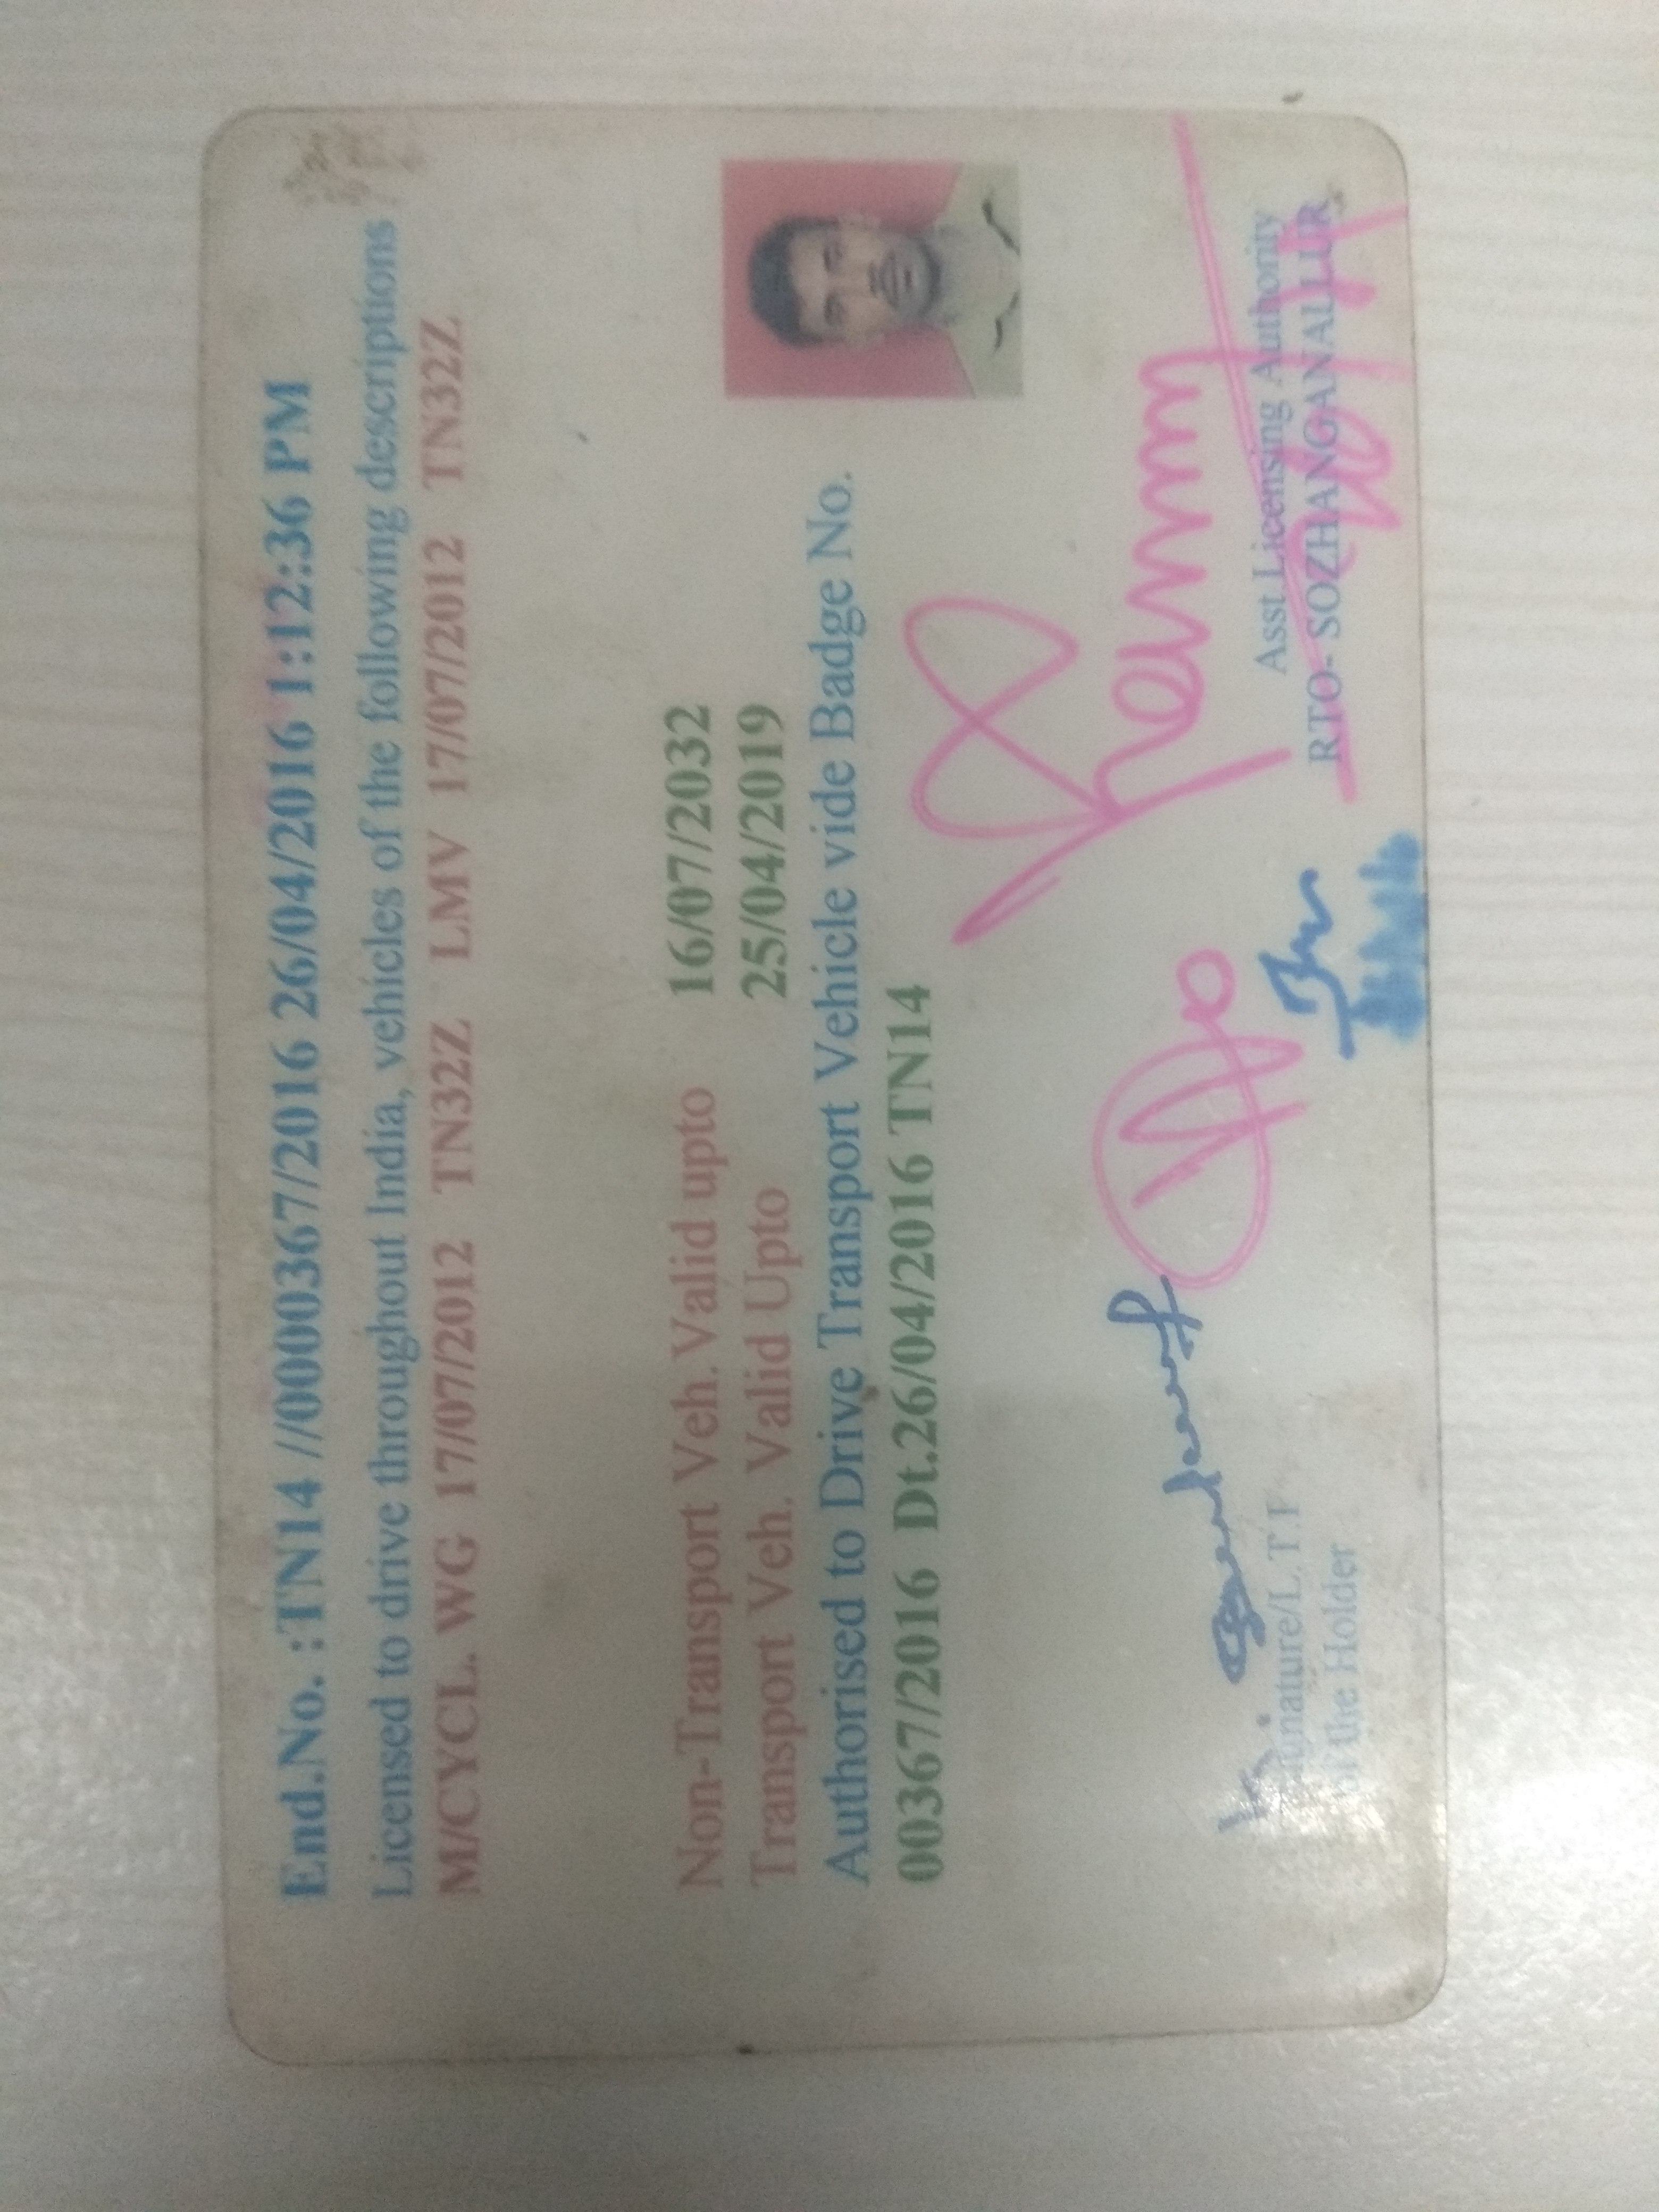 End.No. :TN14 //0000367/2016 26/04/2016 1:12:36 PM
Licensed to drive throughout India, vehicles of the following descriptions
M/CYCL. WG 17/07/2012 TN32Z LMV 17/07/2012 TN32Z
Non-Transport Veh. Valid upto 16/07/2032
Transport Veh. Valid Upto 25/04/2019
Authorised to Drive Transport Vehicle vide Badge No.
00367/2016 Dt.26/04/2016 TN14
Signature/L.T.I
of the Holder
Asst Licensing Authority
RTO- SOZHANGANALLUR